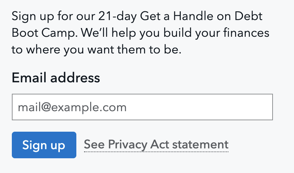 Sign up for our 21-day Get a Handle on Debt
Boot Camp. We'll help you build your finances
to where you want them to be.
Email address
mail@example.com
Sign up See Privacy Act statement